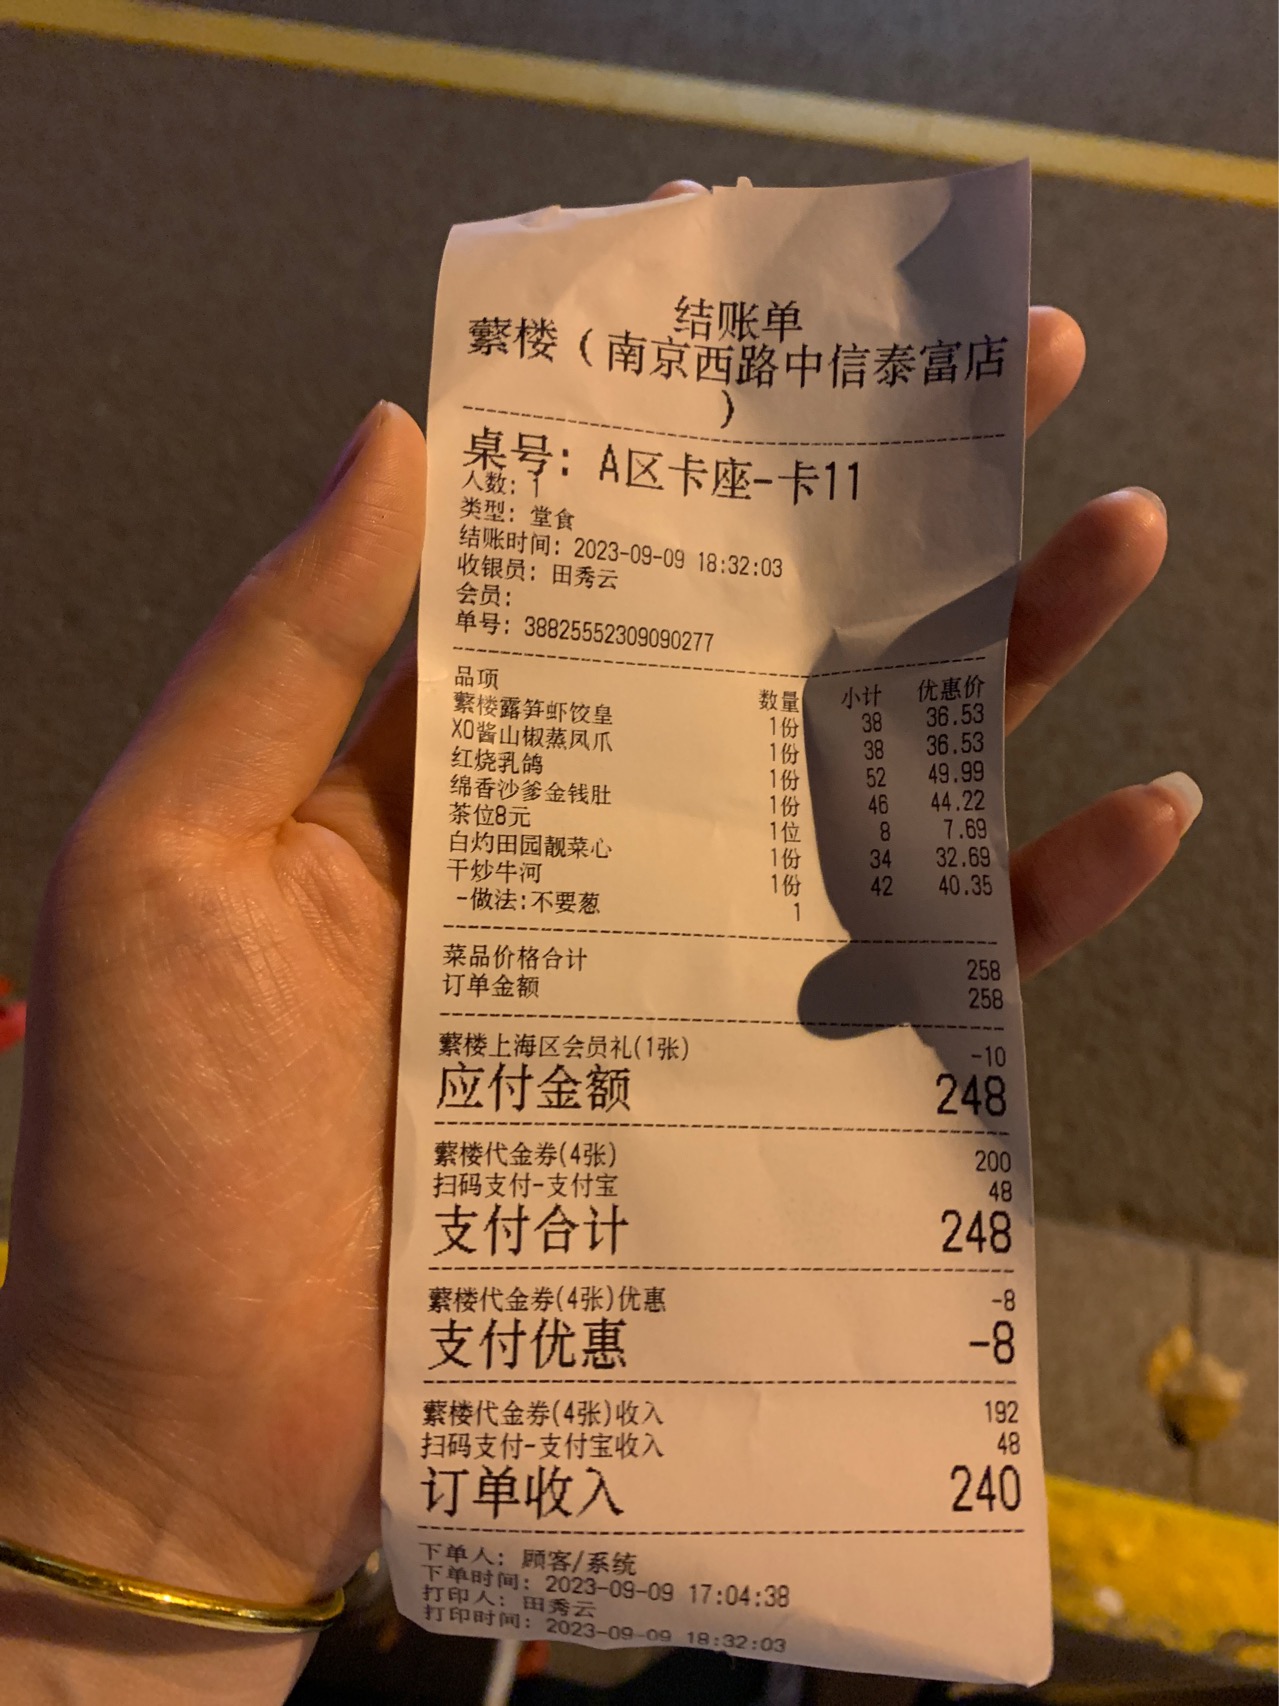 结账单
蘩楼（南京西路中信泰富店
）
桌号：A区卡座-卡11
人数：1
类型：堂食
结账时间：2023-09-09 18:32:03
收银员：田秀云
会员：
单号：38825552309090277
品项 数量 小计 优惠价
蘩楼露笋虾饺皇 1份 38 36.53
XO酱山椒蒸凤爪 1份 38 36.53
红烧乳鸽 1份 52 49.99
绵香沙爹金钱肚 1份 46 44.22
茶位8元 1位 8 7.69
白灼田园靓菜心 1份 34 32.69
干炒牛河 1份 42 40.35
-做法:不要葱 1
菜品价格合计 258
订单金额 258
蘩楼上海区会员礼(1张) -10
应付金额 248
蘩楼代金券(4张) 200
扫码支付-支付宝 48
支付合计 248
蘩楼代金券(4张)优惠 -8
支付优惠 -8
蘩楼代金券(4张)收入 192
扫码支付-支付宝收入 48
订单收入 240
下单人：顾客/系统
下单时间：2023-09-09 17:04:38
打印人：田秀云
打印时间：2023-09-09 18:32:03